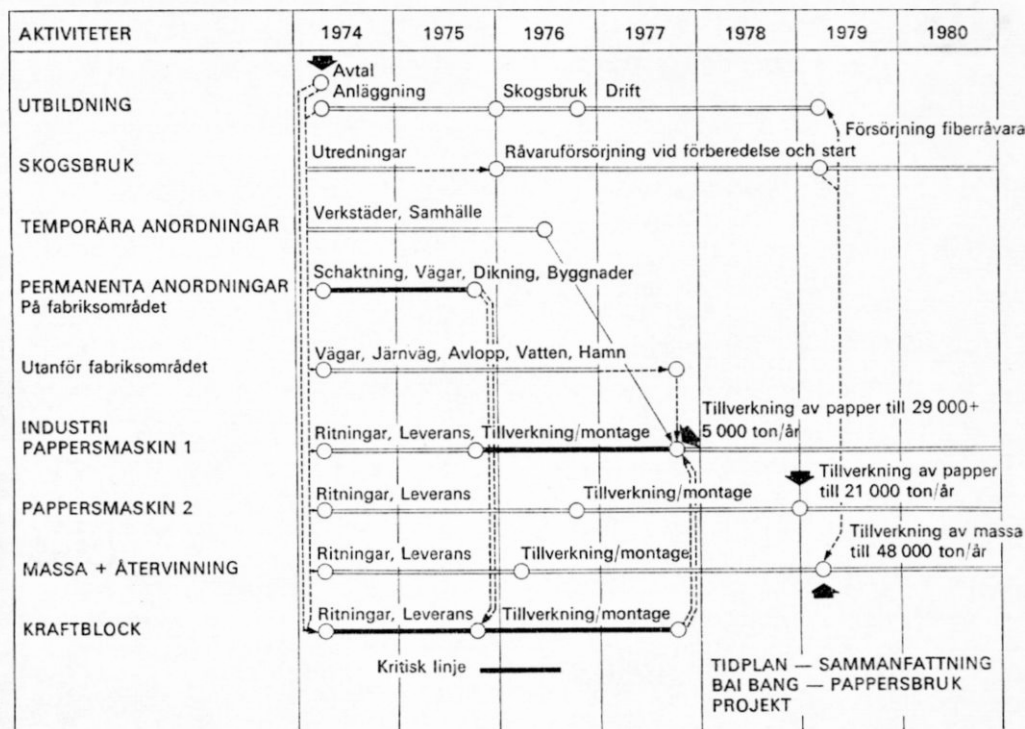 AKTIVITETER 1974 1975 1976 1977 1978 1979 1980
Avtal
Anläggning Skogsbruk Drift
UTBILDNING
Försörjning fiberråvara
Utredningar Råvaruförsörjning vid förberedelse och start
SKOGSBRUK
Verkstäder, Samhälle
TEMPORÄRA ANORDNINGAR
Schaktning, Vägar, Dikning, Byggnader
PERMANENTA ANORDNINGAR
På fabriksområdet
Vägar, Järnväg, Avlopp, Vatten, Hamn
Utanför fabriksområdet
Tillverkning av papper till 29 000+
5 000 ton/år
INDUSTRI
PAPPERSMASKIN 1
Ritningar, Leverans, Tillverkning/montage
Tillverkning av papper
till 21 000 ton/år
Ritningar, Leverans Tillverkning/montage
PAPPERSMASKIN 2
Tillverkning av massa
till 48 000 ton/år
Ritningar, Leverans Tillverkning/montage
MASSA + ÅTERVINNING
Ritningar, Leverans Tillverkning/montage
KRAFTBLOCK
Kritisk linje
TIDPLAN — SAMMANFATTNING
BAI BANG — PAPPERSBRUK
PROJEKT